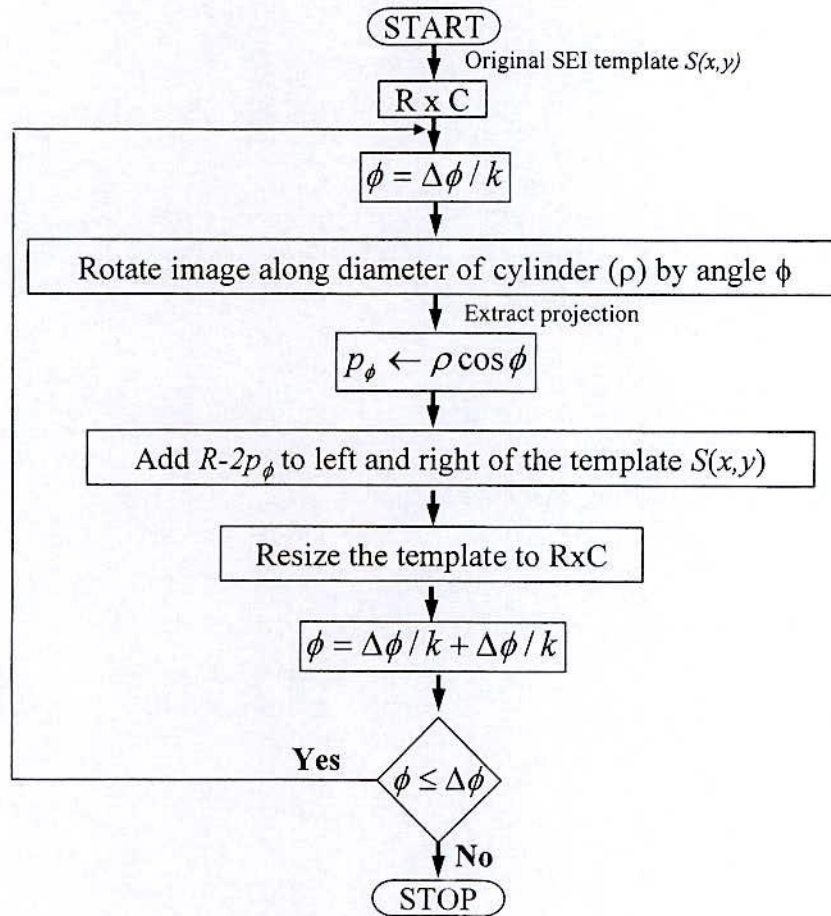 START
Original SEI template S(x,y)
R x C
ϕ = Δϕ / k
Rotate image along diameter of cylinder (ρ) by angle ϕ
Extract projection
p_ϕ ← ρ cos ϕ
Add R-2p_ϕ to left and right of the template S(x,y)
Resize the template to RxC
ϕ = Δϕ / k + Δϕ / k
Yes
ϕ ≤ Δϕ
No
STOP